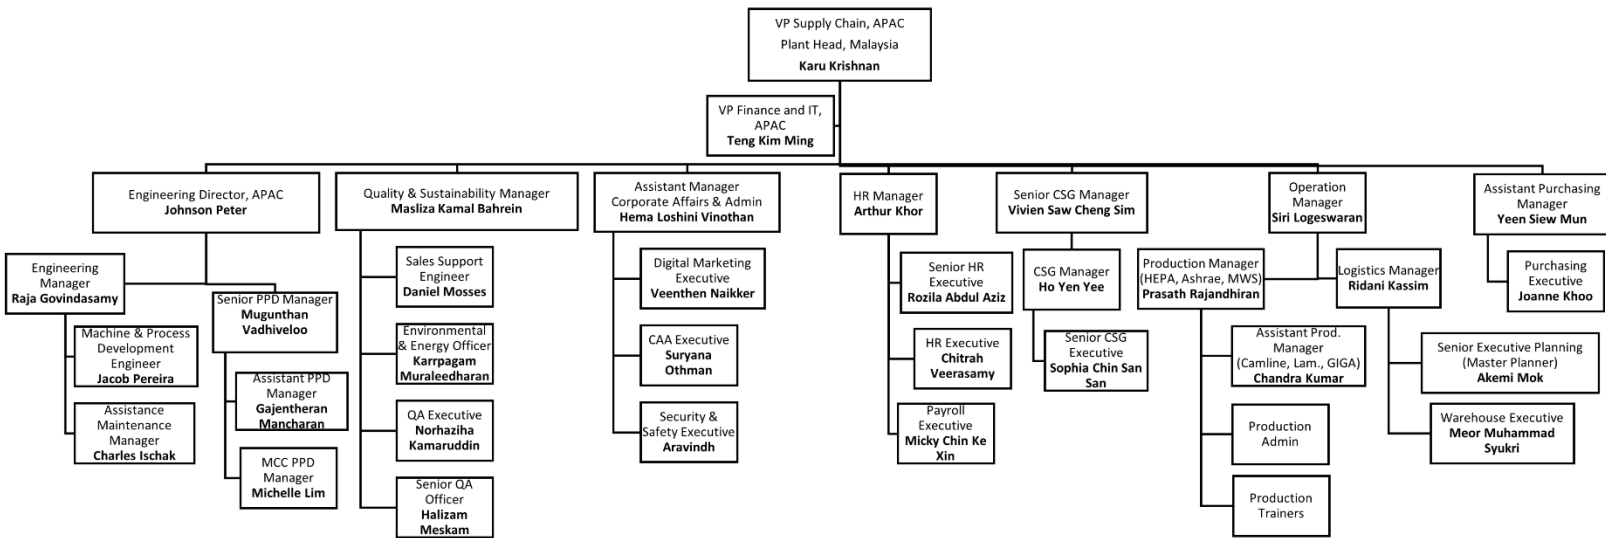 VP Supply Chain, APAC
Plant Head, Malaysia
Karu Krishnan
VP Finance and IT,
APAC
Teng Kim Ming
Engineering Director, APAC
Johnson Peter
Quality & Sustainability Manager
Masliza Kamal Bahrein
Assistant Manager
Corporate Affairs & Admin
Hema Loshini Vinothan
HR Manager
Arthur Khor
Senior CSG Manager
Vivien Saw Cheng Sim
Operation
Manager
Siri Logeswaran
Assistant Purchasing
Manager
Yeen Siew Mun
Engineering
Manager
Raja Govindasamy
Senior PPD Manager
Mugunthan
Vadhiveloo
Machine & Process
Development
Engineer
Jacob Pereira
Assistance
Maintenance
Manager
Charles Ischak
Assistant PPD
Manager
Gajentheran
Mancharan
MCC PPD
Manager
Michelle Lim
Sales Support
Engineer
Daniel Mosses
Environmental
& Energy Officer
Karrpagam
Muraleedharan
QA Executive
Norhaziha
Kamaruddin
Senior QA
Officer
Halizam
Meskam
Digital Marketing
Executive
Veenthen Naikker
CAA Executive
Suryana
Othman
Security &
Safety Executive
Aravindh
Senior HR
Executive
Rozila Abdul Aziz
HR Executive
Chitrah
Veerasamy
Payroll
Executive
Micky Chin Ke
Xin
CSG Manager
Ho Yen Yee
Senior CSG
Executive
Sophia Chin San
San
Production Manager
(HEPA, Ashrae, MWS)
Prasath Rajandhiran
Logistics Manager
Ridani Kassim
Assistant Prod.
Manager
(Camline, Lam., GIGA)
Chandra Kumar
Production
Admin
Production
Trainers
Senior Executive Planning
(Master Planner)
Akemi Mok
Warehouse Executive
Meor Muhammad
Syukri
Purchasing
Executive
Joanne Khoo